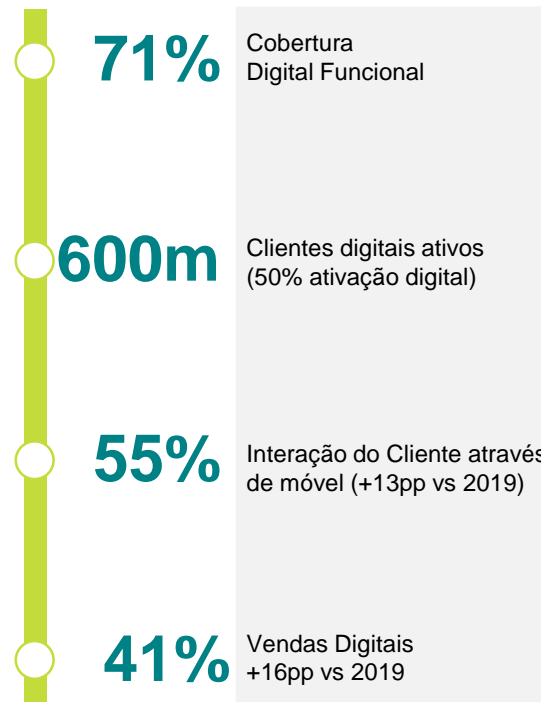 71%
Cobertura
Digital Funcional
600m
Clientes digitais ativos
(50% ativação digital)
55%
Interação do Cliente através
de móvel (+13pp vs 2019)
41%
Vendas Digitais
+16pp vs 2019